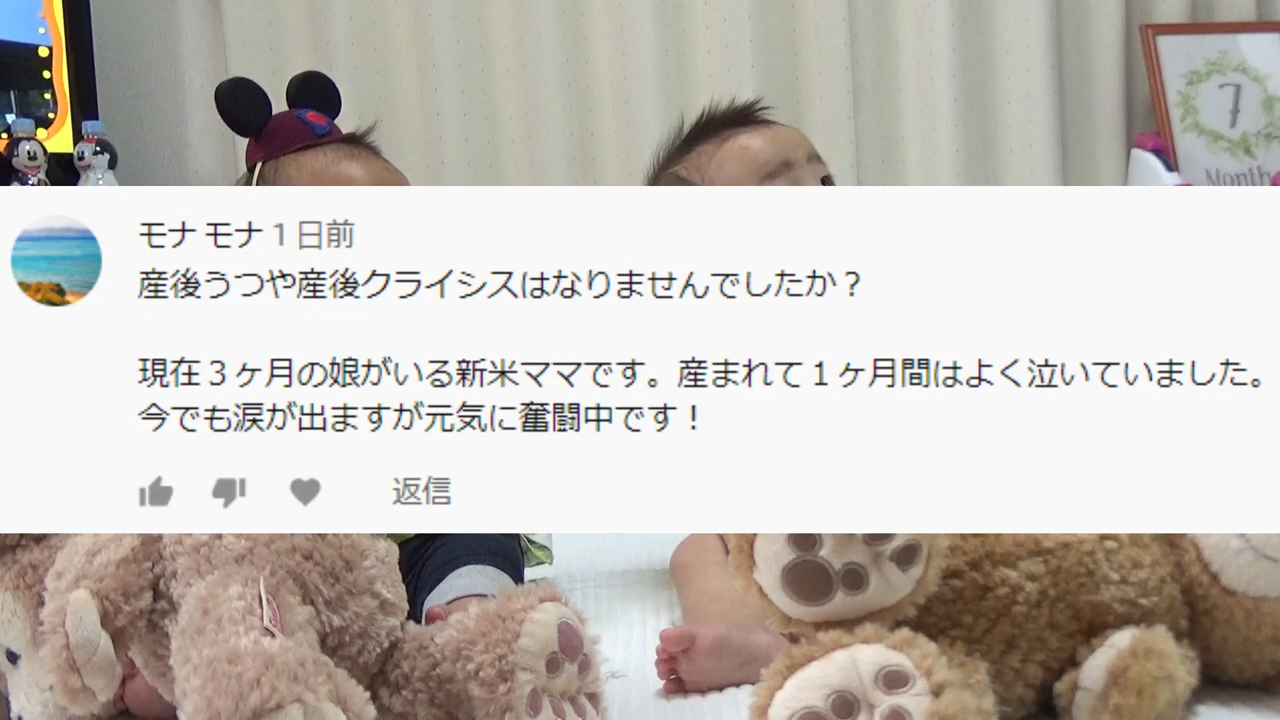 7
Month
モナ モナ 1 日前
産後うつや産後クライシスはなりませんでしたか？
現在３ヶ月の娘がいる新米ママです。産まれて１ヶ月間はよく泣いていました。
今でも涙が出ますが元気に奮闘中です！
返信